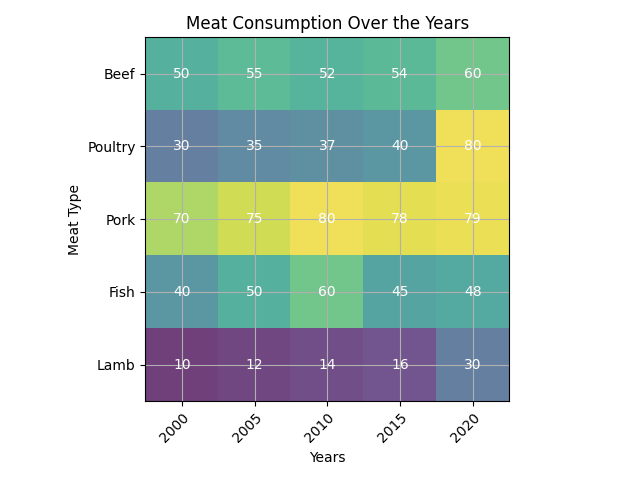 Meat Consumption Over the Years
Meat Type
Beef 50 55 52 54 60
Poultry 30 35 37 40 80
Pork 70 75 80 78 79
Fish 40 50 60 45 48
Lamb 10 12 14 16 30
2000 2005 2010 2015 2020
Years